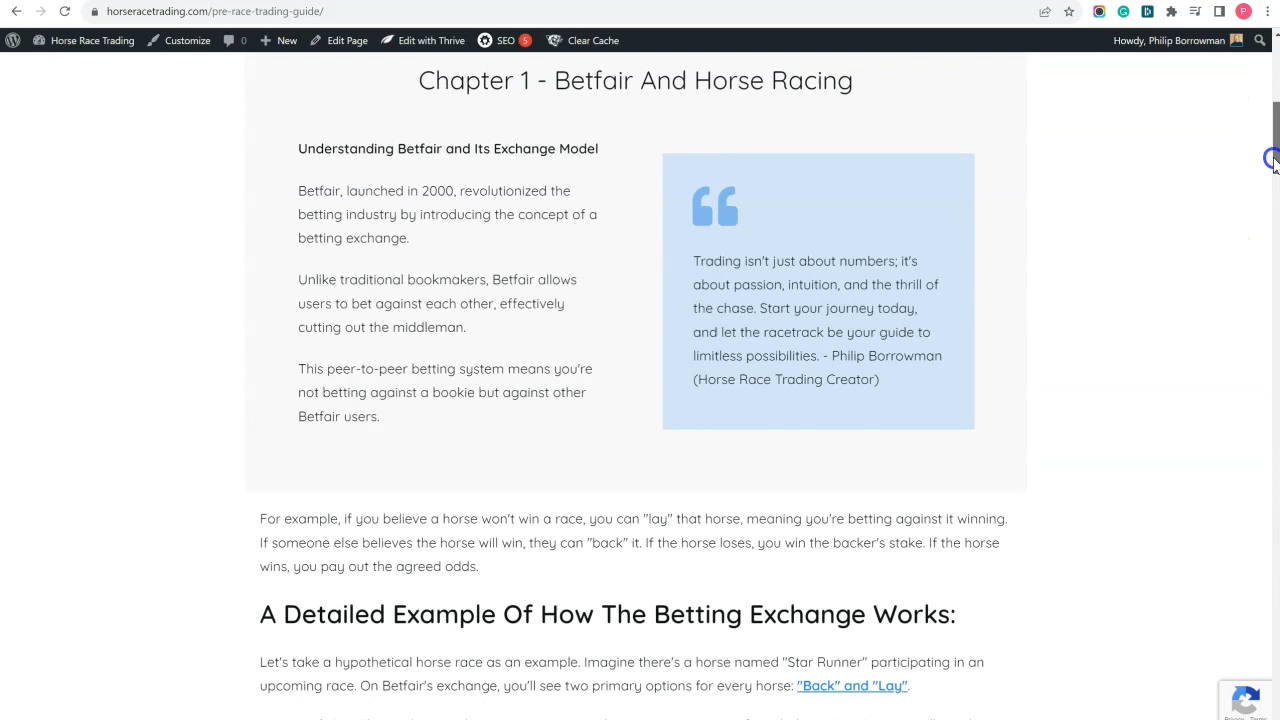 horseracetrading.com/pre-race-trading-guide/
P
Horse Race Trading Customize 0 New Edit Page Edit with Thrive SEO 5 Clear Cache Howdy, Philip Borrowman
Chapter 1 - Betfair And Horse Racing
Understanding Betfair and Its Exchange Model
Betfair, launched in 2000, revolutionized the
betting industry by introducing the concept of a
betting exchange.
Unlike traditional bookmakers, Betfair allows
users to bet against each other, effectively
cutting out the middleman.
This peer-to-peer betting system means you're
not betting against a bookie but against other
Betfair users.
Trading isn't just about numbers; it's
about passion, intuition, and the thrill of
the chase. Start your journey today,
and let the racetrack be your guide to
limitless possibilities. - Philip Borrowman
(Horse Race Trading Creator)
For example, if you believe a horse won't win a race, you can "lay" that horse, meaning you're betting against it winning.
If someone else believes the horse will win, they can "back" it. If the horse loses, you win the backer's stake. If the horse
wins, you pay out the agreed odds.
A Detailed Example Of How The Betting Exchange Works:
Let's take a hypothetical horse race as an example. Imagine there's a horse named "Star Runner" participating in an
upcoming race. On Betfair's exchange, you'll see two primary options for every horse: "Back" and "Lay".